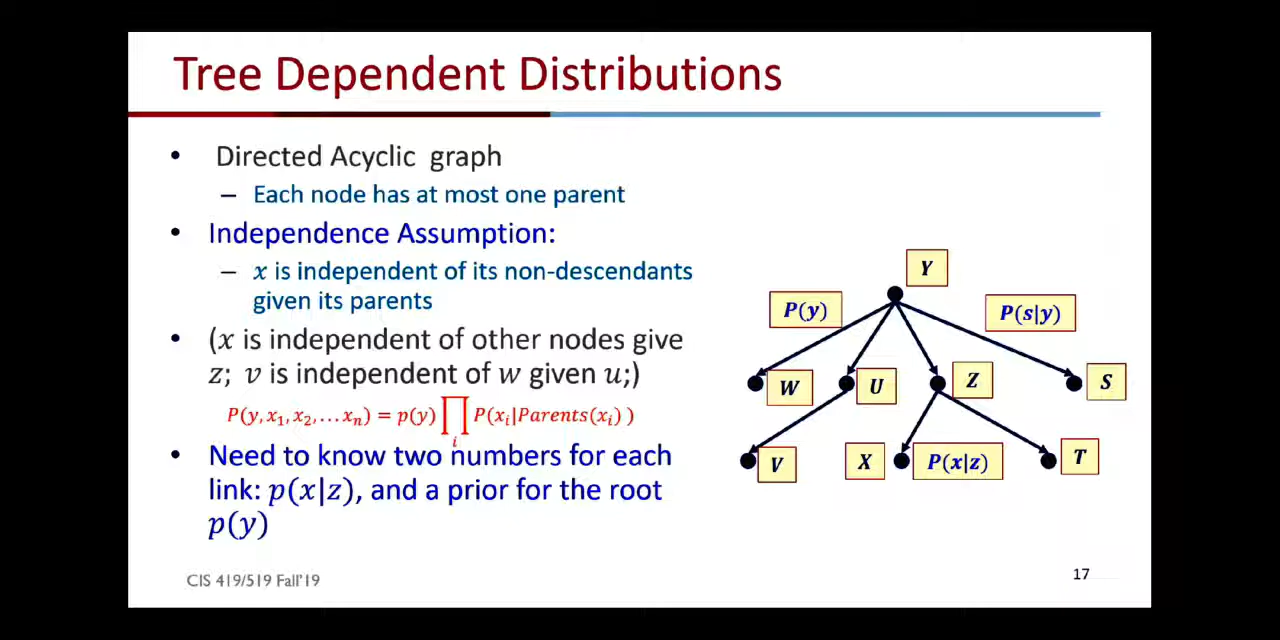 Tree Dependent Distributions
• Directed Acyclic graph
– Each node has at most one parent
• Independence Assumption:
– x is independent of its non-descendants
given its parents
• (x is independent of other nodes give
z; v is independent of w given u;)
P(y, x₁, x₂, … xₙ) = p(y) ∏ᵢ P(xᵢ|Parents(xᵢ) )
• Need to know two numbers for each
link: p(x|z), and a prior for the root
p(y)
Y
P(y)
P(s|y)
W
U
Z
S
V
X
P(x|z)
T
CIS 419/519 Fall'19
17